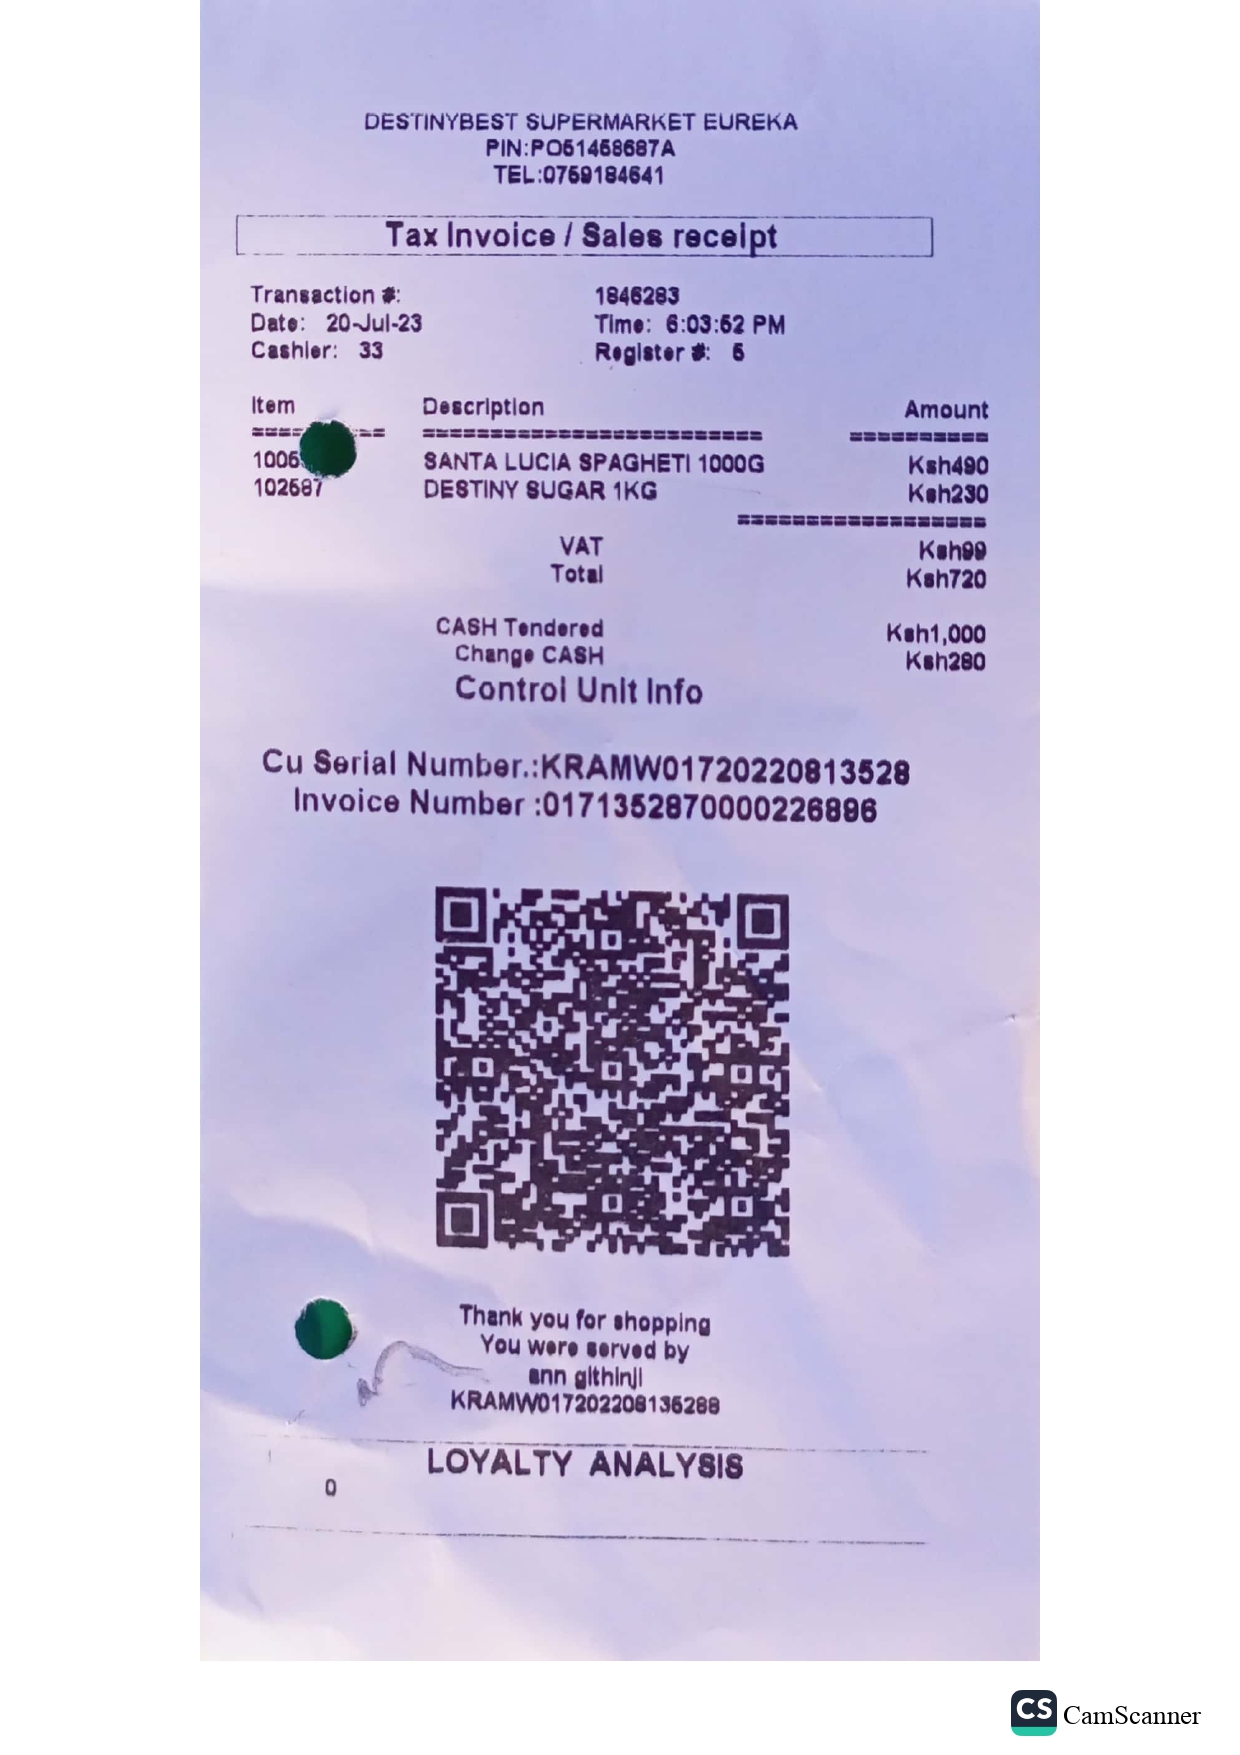 DESTINYBEST SUPERMARKET EUREKA
PIN:PO51458687A
TEL:0759184641
Tax Invoice / Sales receipt
Transaction #: 1846283
Date: 20-Jul-23 Time: 6:03:52 PM
Cashier: 33 Register #: 5
Item Description Amount
SANTA LUCIA SPAGHETI 1000G Ksh490
102687 DESTINY SUGAR 1KG Ksh230
VAT Ksh99
Total Ksh720
CASH Tendered Ksh1,000
Change CASH Ksh280
Control Unit Info
Cu Serial Number.:KRAMW01720220813528
Invoice Number :0171352870000226896
Thank you for shopping
You were served by
ann githinji
KRAMW017202208135288
LOYALTY ANALYSIS
0
CS CamScanner